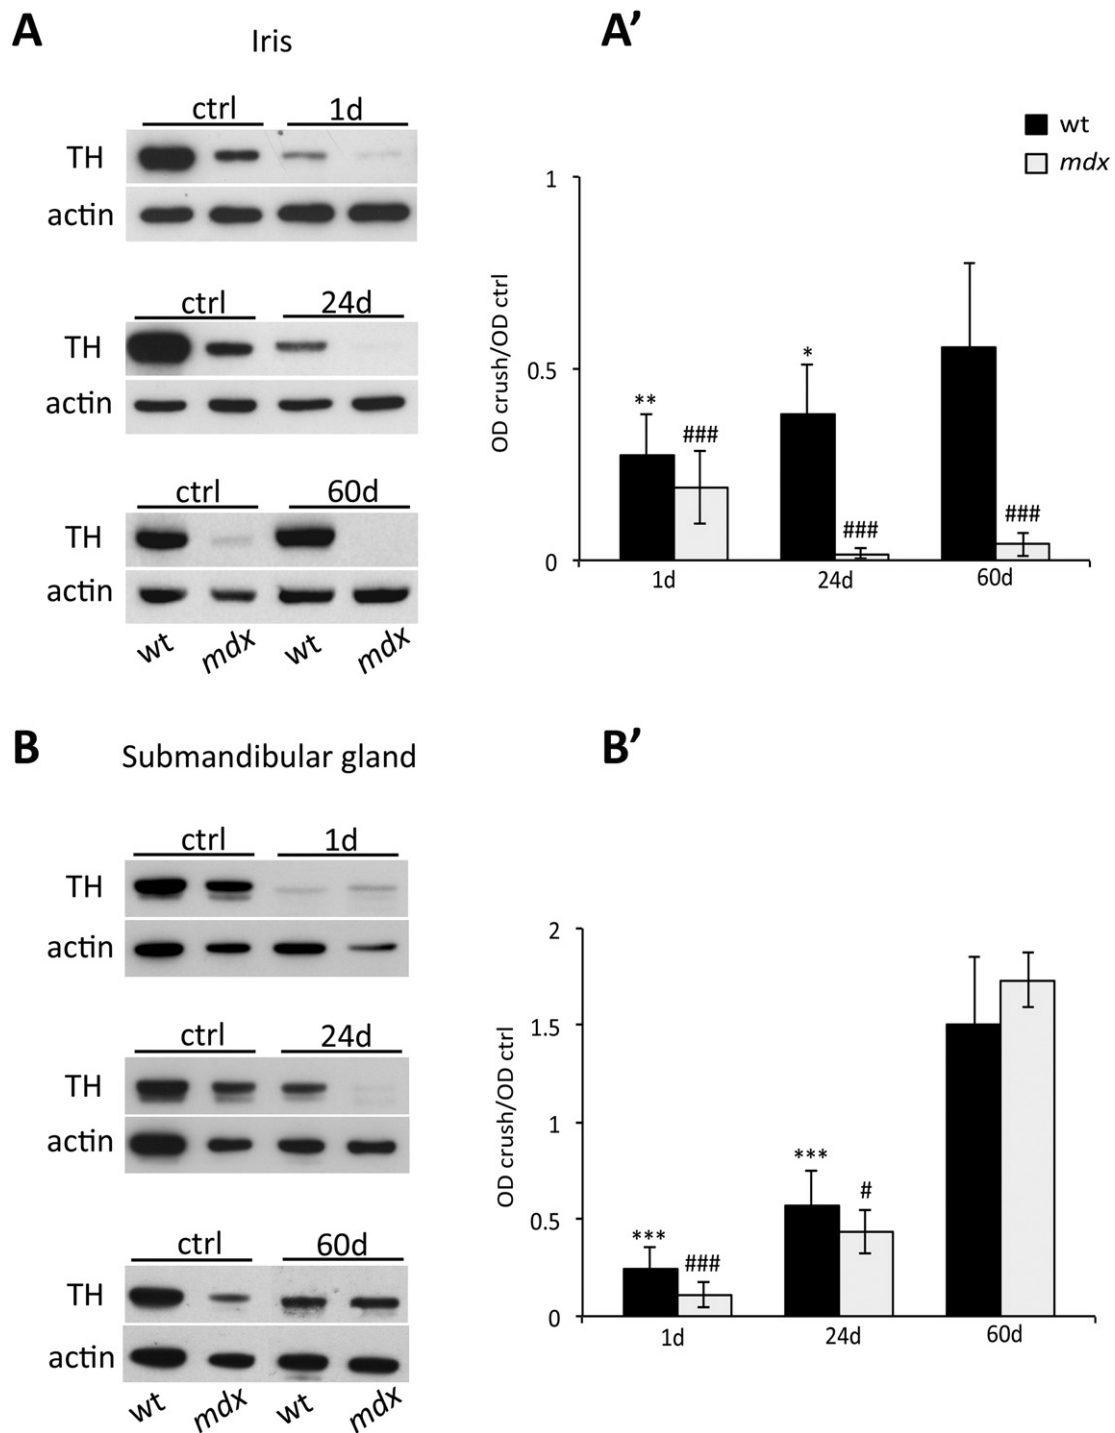 A
Iris
ctrl 1d
TH
actin
ctrl 24d
TH
actin
ctrl 60d
TH
actin
wt mdx wt mdx
A’
wt
mdx
OD crush/OD ctrl
1
0.5
0
** ### * ### ###
1d 24d 60d
B
Submandibular gland
ctrl 1d
TH
actin
ctrl 24d
TH
actin
ctrl 60d
TH
actin
wt mdx wt mdx
B’
OD crush/OD ctrl
2
1.5
1
0.5
0
*** ### *** #
1d 24d 60d